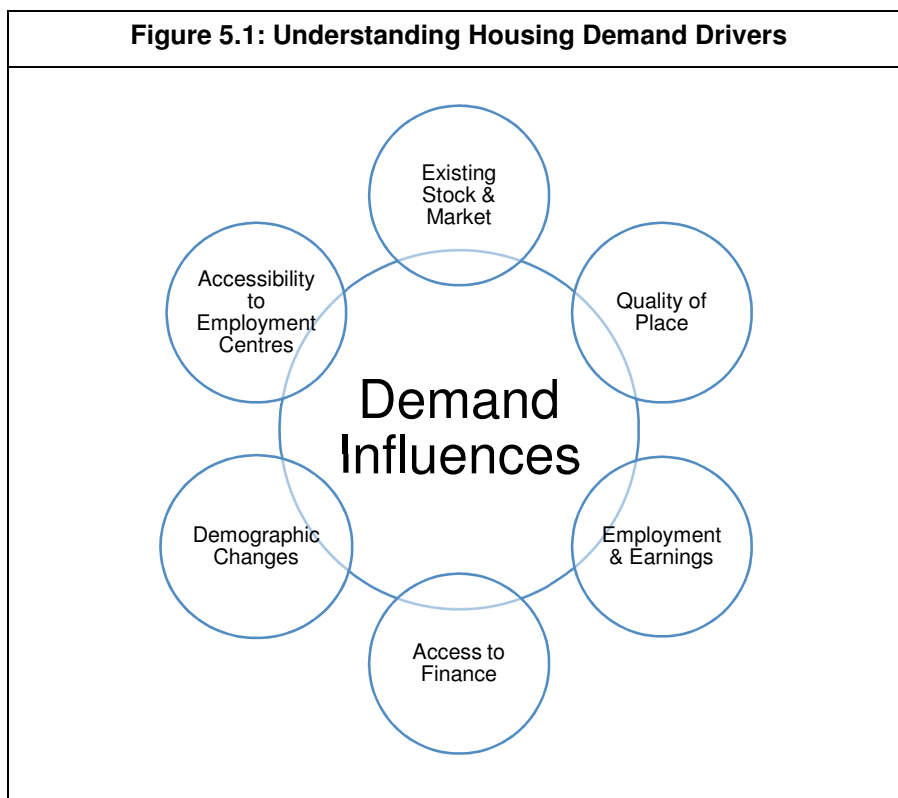 Figure 5.1: Understanding Housing Demand Drivers
Existing
Stock &
Market
Quality of
Place
Employment
& Earnings
Access to
Finance
Demographic
Changes
Accessibility
to
Employment
Centres
Demand
Influences